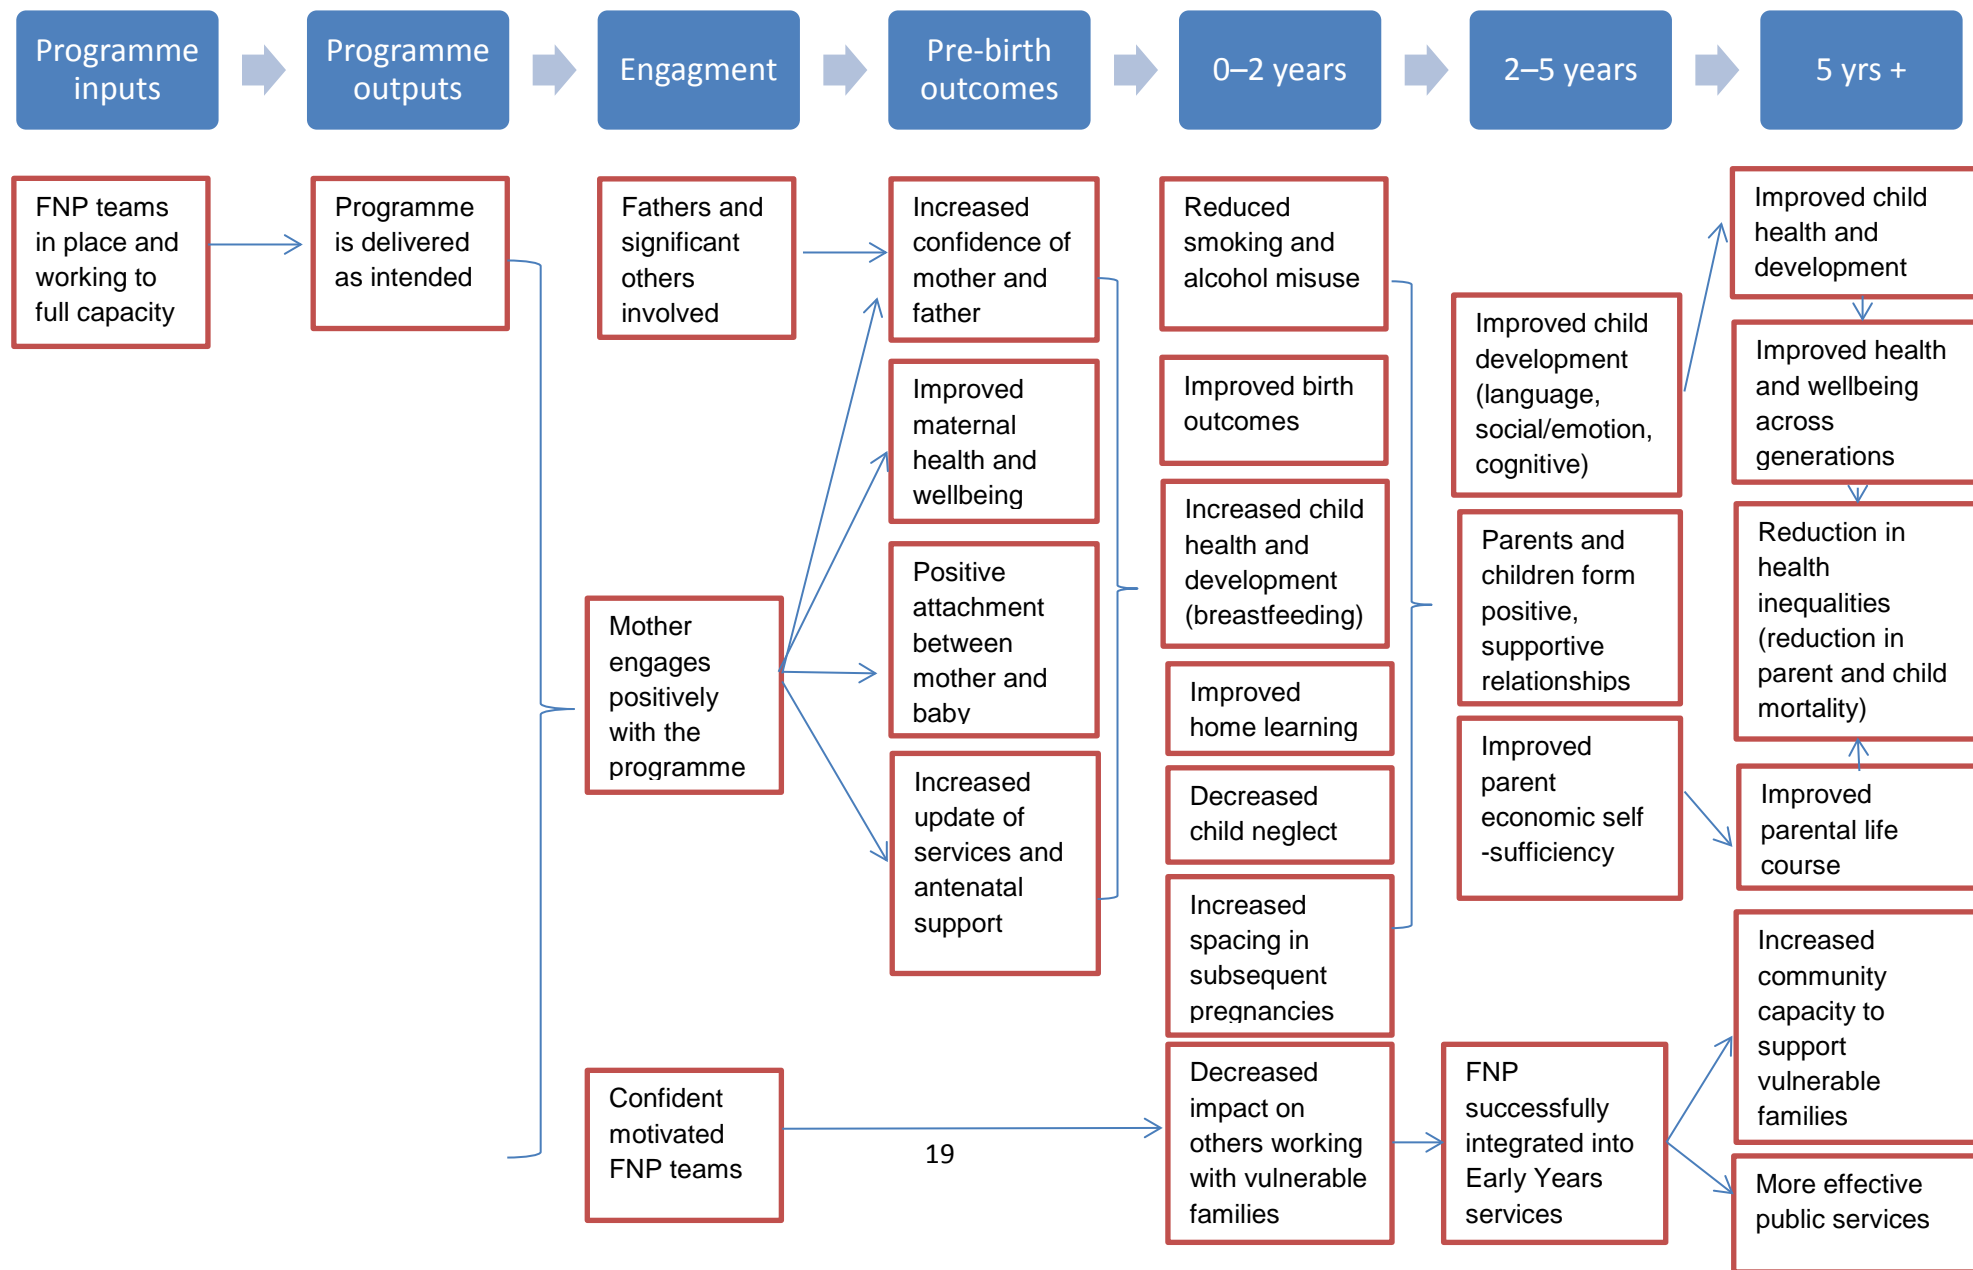 Programme
inputs
Programme
outputs
Engagment
Pre-birth
outcomes
0–2 years
2–5 years
5 yrs +
FNP teams
in place and
working to
full capacity
Programme
is delivered
as intended
Fathers and
significant
others
involved
Mother
engages
positively
with the
programme
Confident
motivated
FNP teams
Increased
confidence of
mother and
father
Improved
maternal
health and
wellbeing
Positive
attachment
between
mother and
baby
Increased
update of
services and
antenatal
support
Reduced
smoking and
alcohol misuse
Improved birth
outcomes
Increased child
health and
development
(breastfeeding)
Improved
home learning
Decreased
child neglect
Increased
spacing in
subsequent
pregnancies
Decreased
impact on
others working
with vulnerable
families
Improved child
development
(language,
social/emotion,
cognitive)
Parents and
children form
positive,
supportive
relationships
Improved
parent
economic self
-sufficiency
FNP
successfully
integrated into
Early Years
services
Improved child
health and
development
Improved health
and wellbeing
across
generations
Reduction in
health
inequalities
(reduction in
parent and child
mortality)
Improved
parental life
course
Increased
community
capacity to
support
vulnerable
families
More effective
public services
19